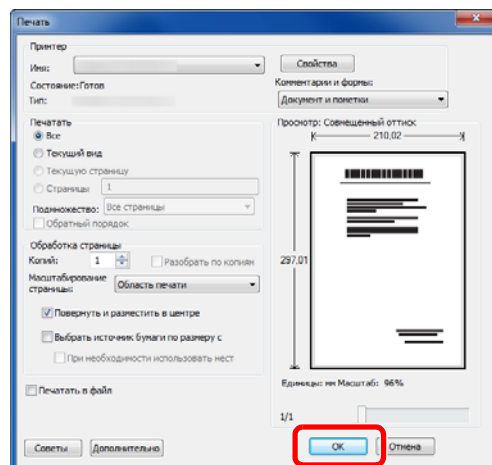 Печать
Принтер
Имя:
Свойства
Состояние:Готов
Комментарии и формы:
Тип:
Документ и пометки
Печатать
Все
Просмотр: Совмещенный оттиск
210,02
Текущий вид
Текущую страницу
Страницы 1
Подмножество: Все страницы
Обратный порядок
Обработка страницы
Копий: 1
Разобрать по копиям
297,01
Масштабирование
страницы: Область печати
Повернуть и разместить в центре
Выбрать источник бумаги по размеру с
При необходимости использовать нест
Печатать в файл
Единицы: мм Масштаб: 96%
1/1
Советы
Дополнительно
OK
Отмена